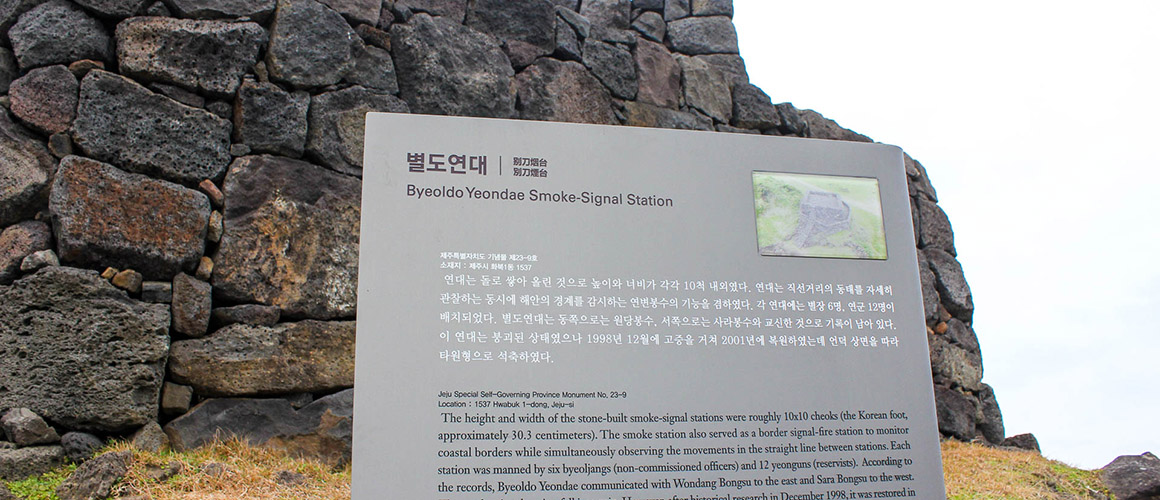 별도연대
別刀烟台
別刀煙台
Byeoldo Yeondae Smoke-Signal Station
제주특별자치도 기념물 제23-9호
소재지 : 제주시 화북1동 1537
연대는 돌로 쌓아 올린 것으로 높이와 너비가 각각 10척 내외였다. 연대는 직선거리의 동태를 자세히
관찰하는 동시에 해안의 경계를 감시하는 연변봉수의 기능을 겸하였다. 각 연대에는 별장 6명, 연군 12명이
배치되었다. 별도연대는 동쪽으로는 원당봉수, 서쪽으로는 사라봉수와 교신한 것으로 기록이 남아 있다.
이 연대는 붕괴된 상태였으나 1998년 12월에 고증을 거쳐 2001년에 복원하였는데 언덕 상면을 따라
타원형으로 석축하였다.
Jeju Special Self-Governing Province Monument No, 23-9
Location : 1537 Hwabuk 1-dong, Jeju-si
The height and width of the stone-built smoke-signal stations were roughly 10x10 cheoks (the Korean foot,
approximately 30.3 centimeters). The smoke station also served as a border signal-fire station to monitor
coastal borders while simultaneously observing the movements in the straight line between stations. Each
station was manned by six byeoljangs (non-commissioned officers) and 12 yeonguns (reservists). According to
the records, Byeoldo Yeondae communicated with Wondang Bongsu to the east and Sara Bongsu to the west.
after historical research in December 1998, it was restored in